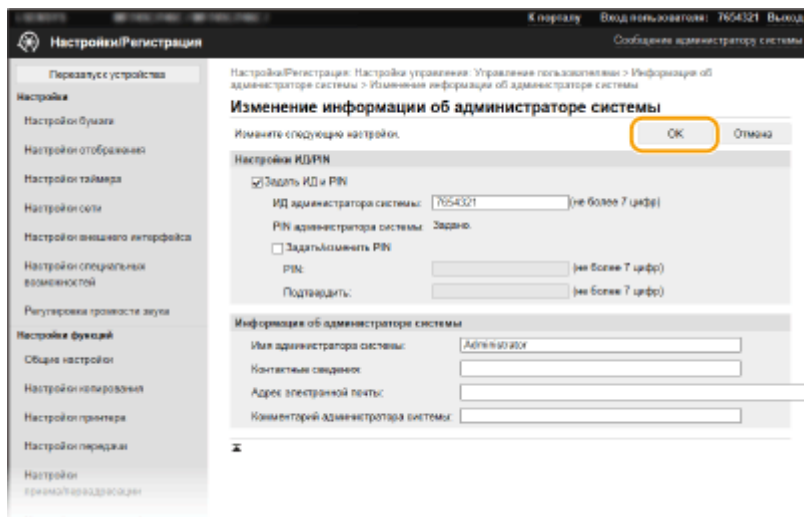 К порталу Вход пользователя: 7654321 Выход
Настройки/Регистрация
Сообщение администратору системы
Перезапуск устройства
Настройки
Настройки бумаги
Настройки отображения
Настройки таймера
Настройки сети
Настройки внешнего интерфейса
Настройки специальных
возможностей
Регулировка громкости звука
Настройки функций
Общие настройки
Настройки копирования
Настройки принтера
Настройки передачи
Настройки
приема/переадресации
Настройки/Регистрация: Настройки управления: Управление пользователями > Информация об
администраторе системы > Изменение информации об администраторе системы
Изменение информации об администраторе системы
Измените следующие настройки.
OK Отмена
Настройки ИД/PIN
Задать ИД и PIN
ИД администратора системы: 7654321 (не более 7 цифр)
PIN администратора системы: Задано.
Задать/изменить PIN
PIN: (не более 7 цифр)
Подтвердить: (не более 7 цифр)
Информация об администраторе системы
Имя администратора системы: Administrator
Контактные сведения:
Адрес электронной почты:
Комментарий администратора системы: